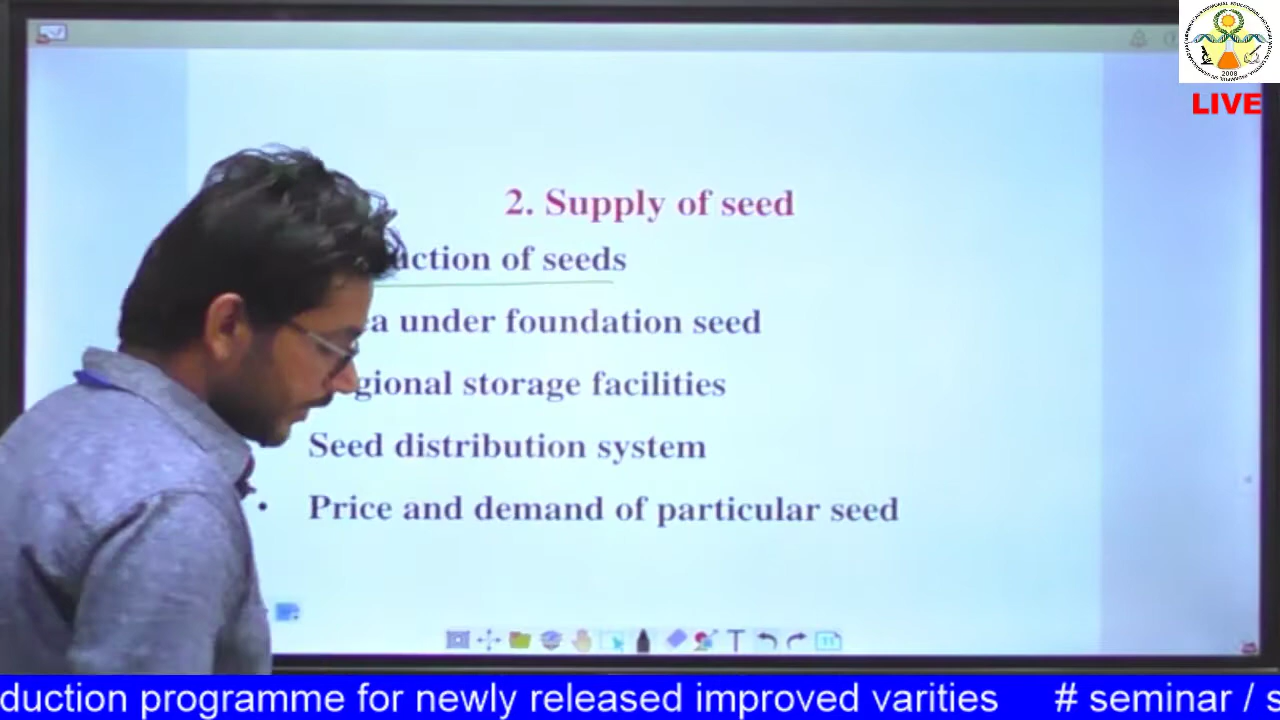 2008
LIVE
2. Supply of seed
uction of seeds
a under foundation seed
gional storage facilities
Seed distribution system
• Price and demand of particular seed
T
duction programme for newly released improved varities # seminar / s